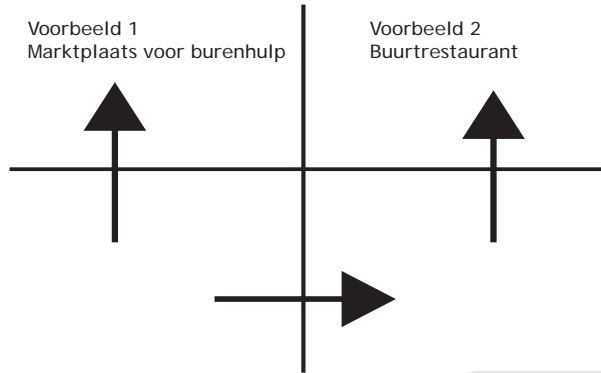 Voorbeeld 1
Marktplaats voor burenhulp
Voorbeeld 2
Buurtrestaurant